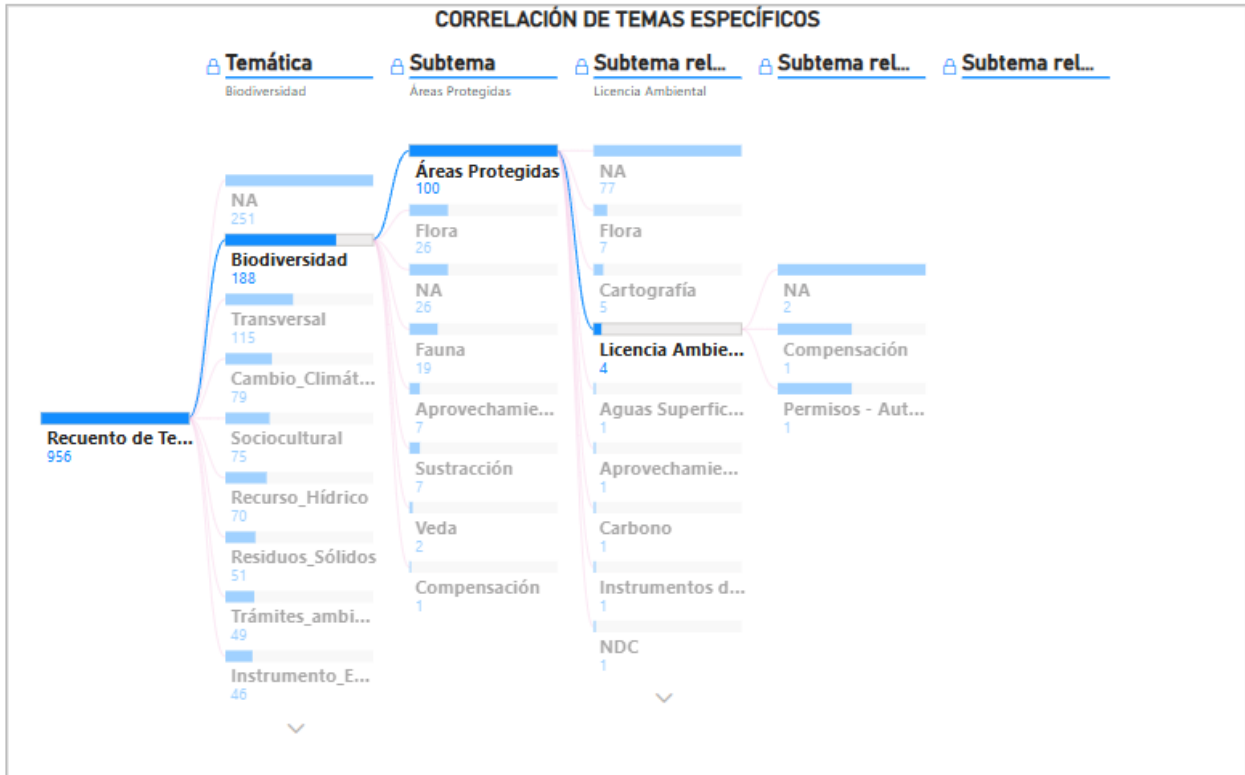 CORRELACIÓN DE TEMAS ESPECÍFICOS
Temática
Biodiversidad
Subtema
Áreas Protegidas
Subtema rel...
Licencia Ambiental
Subtema rel...
Subtema rel...
Recuento de Te...
956
NA
251
Biodiversidad
188
Transversal
115
Cambio_Climát...
79
Sociocultural
75
Recurso_Hídrico
70
Residuos_Sólidos
51
Trámites_ambi...
49
Instrumento_E...
46
Áreas Protegidas
100
Flora
26
NA
26
Fauna
19
Aprovechamie...
7
Sustracción
7
Veda
2
Compensación
1
NA
77
Flora
7
Cartografía
5
Licencia Ambie...
4
Aguas Superfic...
1
Aprovechamie...
1
Carbono
1
Instrumentos d...
1
NDC
1
NA
2
Compensación
1
Permisos - Aut...
1